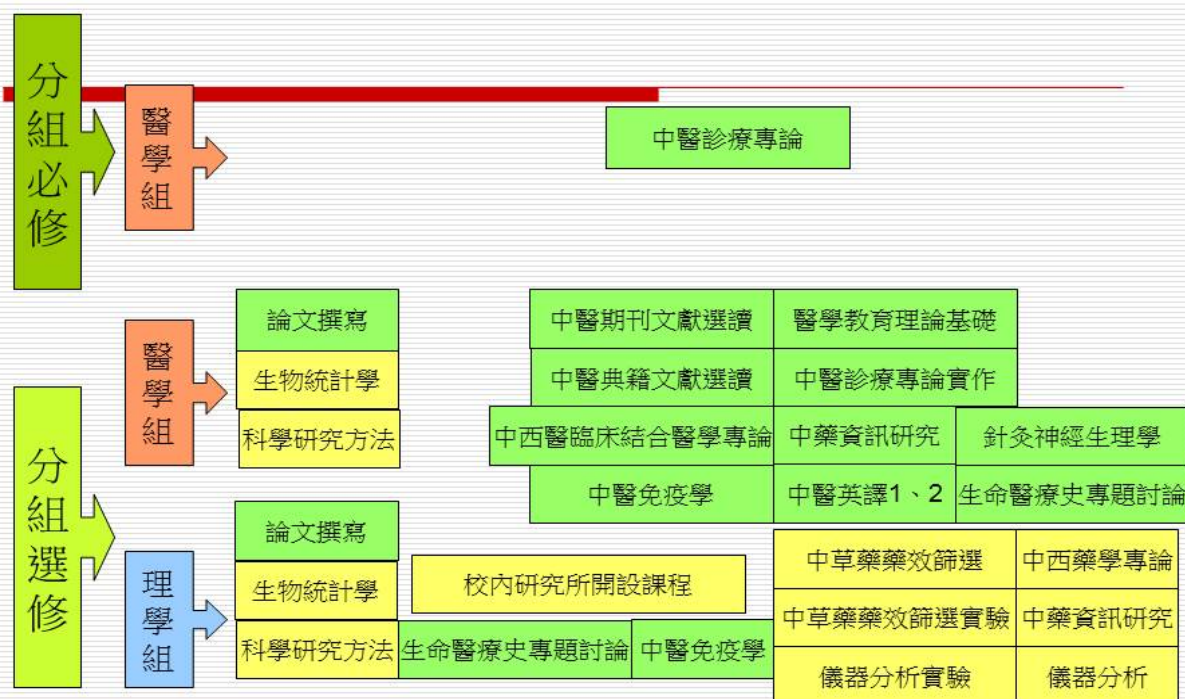 分組必修
醫學組
中醫診療專論
分組選修
醫學組
論文撰寫
生物統計學
科學研究方法
中醫期刊文獻選讀
醫學教育理論基礎
中醫典籍文獻選讀
中醫診療專論實作
中西醫臨床結合醫學專論
中藥資訊研究
針灸神經生理學
中醫免疫學
中醫英譯1、2
生命醫療史專題討論
理學組
論文撰寫
生物統計學
科學研究方法
校內研究所開設課程
生命醫療史專題討論
中醫免疫學
中草藥藥效篩選
中西藥學專論
中草藥藥效篩選實驗
中藥資訊研究
儀器分析實驗
儀器分析